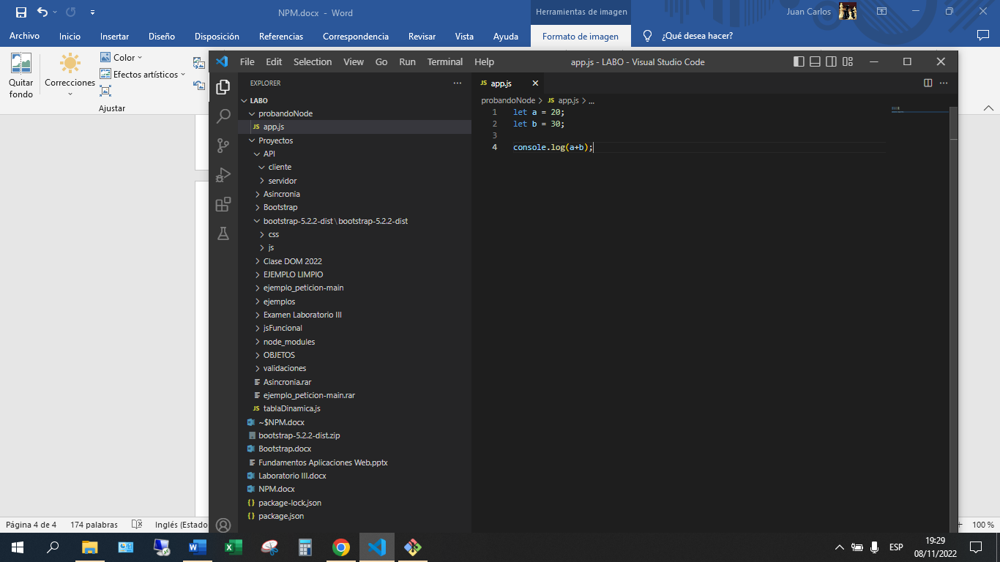 NPM.docx - Word
Herramientas de imagen
Juan Carlos
Archivo Inicio Insertar Diseño Disposición Referencias Correspondencia Revisar Vista Ayuda Formato de imagen ¿Qué desea hacer?
Quitar fondo
Correcciones
Color
Efectos artísticos
Ajustar
File Edit Selection View Go Run Terminal Help
app.js - LABO - Visual Studio Code
EXPLORER
LABO
probandoNode
JS app.js
Proyectos
API
cliente
servidor
Asincronia
Bootstrap
bootstrap-5.2.2-dist\bootstrap-5.2.2-dist
css
js
Clase DOM 2022
EJEMPLO LIMPIO
ejemplo_peticion-main
ejemplos
Examen Laboratorio III
jsFuncional
node_modules
OBJETOS
validaciones
Asincronia.rar
ejemplo_peticion-main.rar
JS tablaDinamica.js
~$NPM.docx
bootstrap-5.2.2-dist.zip
Bootstrap.docx
Fundamentos Aplicaciones Web.pptx
Laboratorio III.docx
NPM.docx
{} package-lock.json
{} package.json
JS app.js
probandoNode > JS app.js > ...
1 let a = 20;
2 let b = 30;
3
4 console.log(a+b);
Página 4 de 4 174 palabras Inglés (Estado
100 %
ESP
19:29
08/11/2022